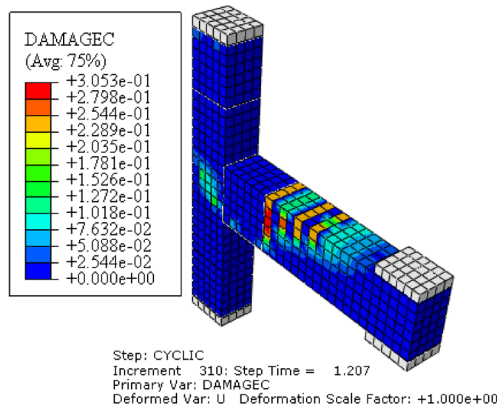 DAMAGEC
(Avg: 75%)
+3.053e-01
+2.798e-01
+2.544e-01
+2.289e-01
+2.035e-01
+1.781e-01
+1.526e-01
+1.272e-01
+1.018e-01
+7.632e-02
+5.088e-02
+2.544e-02
+0.000e+00
Step: CYCLIC
Increment 310: Step Time = 1.207
Primary Var: DAMAGEC
Deformed Var: U Deformation Scale Factor: +1.000e+00